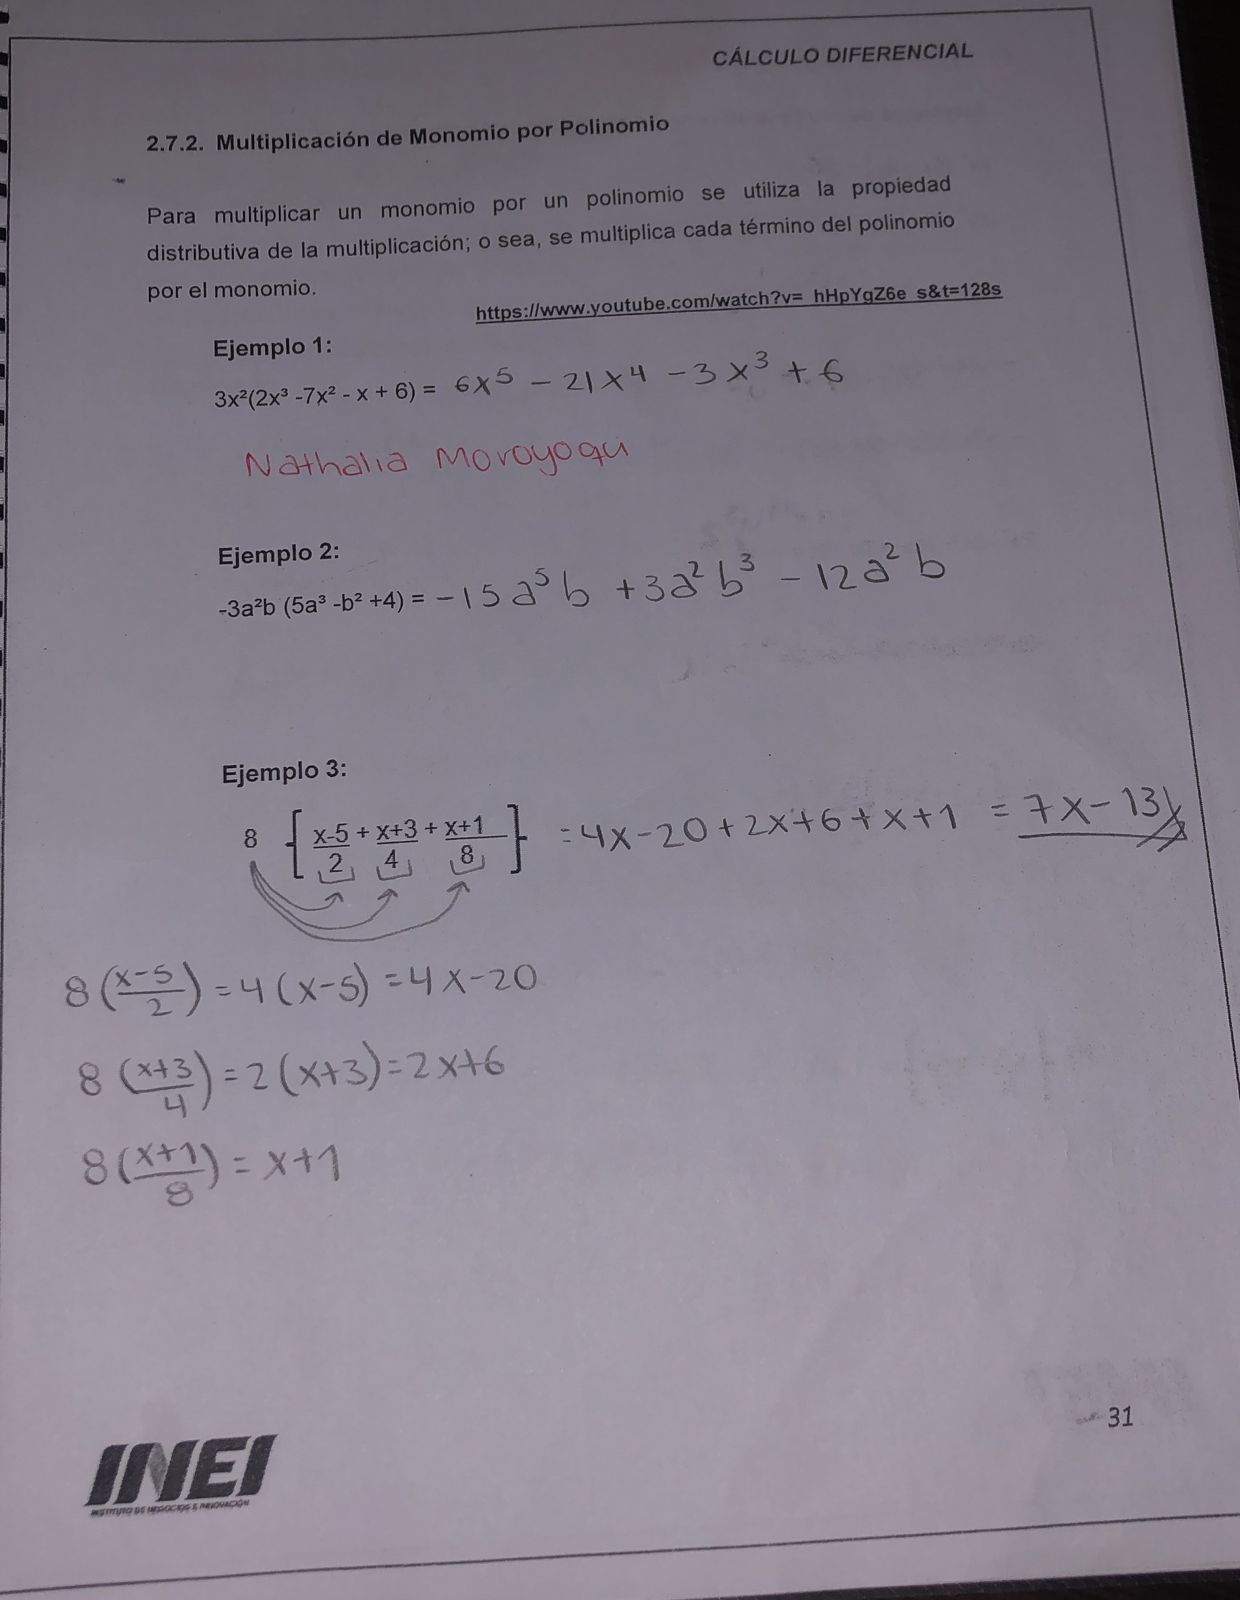 CÁLCULO DIFERENCIAL
2.7.2. Multiplicación de Monomio por Polinomio
Para multiplicar un monomio por un polinomio se utiliza la propiedad
distributiva de la multiplicación; o sea, se multiplica cada término del polinomio
por el monomio.
https://www.youtube.com/watch?v=_hHpYgZ6e_s&t=128s
Ejemplo 1:
3x²(2x³ -7x² - x + 6) = 6x⁵ - 21x⁴ - 3x³ + 6
Nathalia Moroyoqui
Ejemplo 2:
-3a²b (5a³ -b² +4) = -15a⁵b +3a²b³ - 12a²b
Ejemplo 3:
8 [x-5/2 + x+3/4 + x+1/8] = 4x-20+2x+6+x+1 = 7x-13
8(x-5/2) = 4(x-5) = 4x-20
8(x+3/4) = 2(x+3) = 2x+6
8(x+1/8) = x+1
31
INEI
INSTITUTO DE NEGOCIOS E INNOVACIÓN